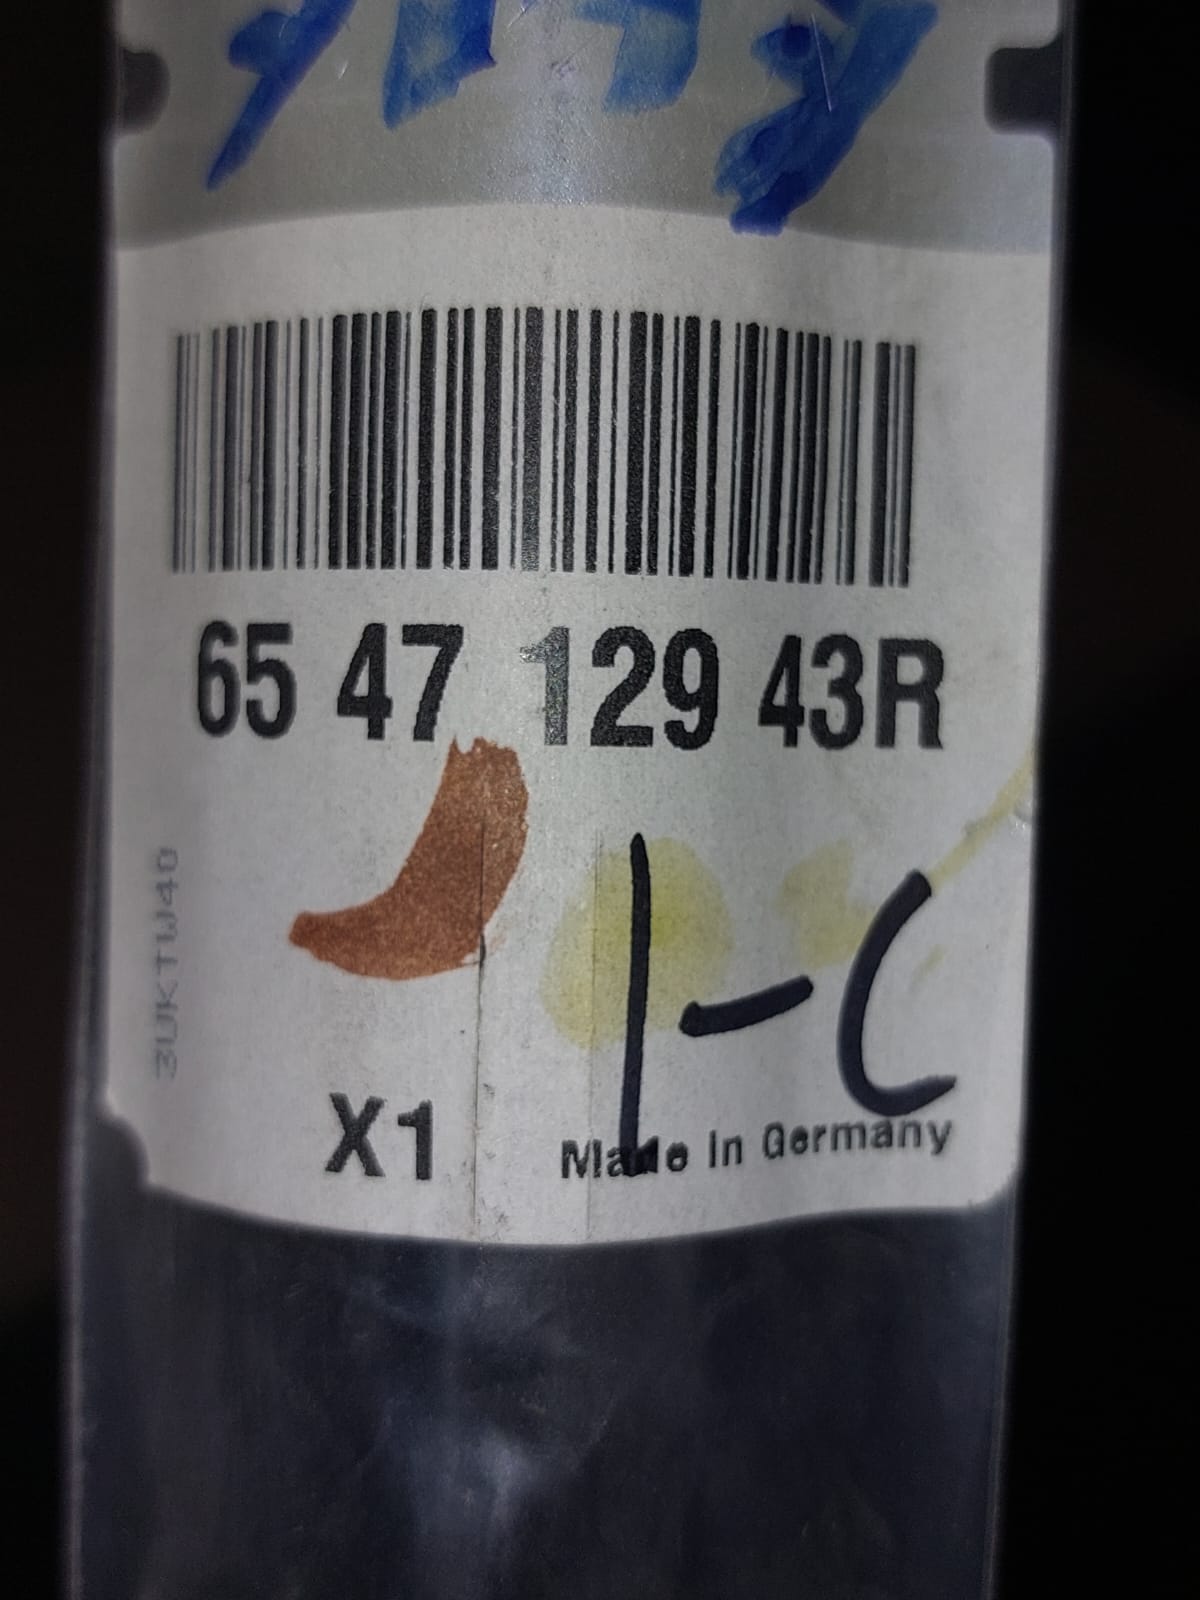 65 47 129 43R
3UKTW40
1-C
X1
Made In Germany